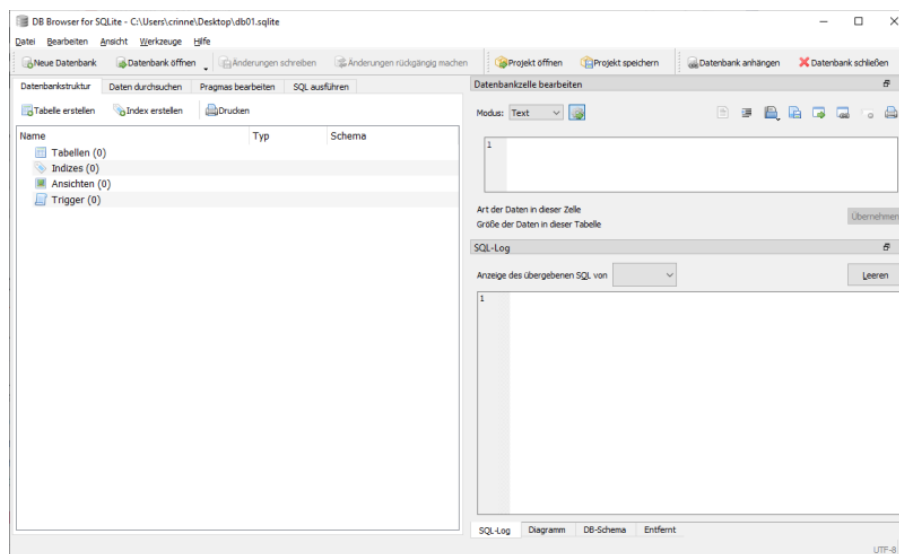 DB Browser for SQLite - C:\Users\crinne\Desktop\db01.sqlite
Datei Bearbeiten Ansicht Werkzeuge Hilfe
Neue Datenbank Datenbank öffnen Änderungen schreiben Änderungen rückgängig machen Projekt öffnen Projekt speichern Datenbank anhängen Datenbank schließen
Datenbankstruktur Daten durchsuchen Pragmas bearbeiten SQL ausführen
Tabelle erstellen Index erstellen Drucken
Name Typ Schema
Tabellen (0)
Indizes (0)
Ansichten (0)
Trigger (0)
Datenbankzelle bearbeiten
Modus: Text
1
Art der Daten in dieser Zelle
Größe der Daten in dieser Tabelle
Übernehmen
SQL-Log
Anzeige des übergebenen SQL von
Leeren
1
SQL-Log Diagramm DB-Schema Entfernt
UTF-8